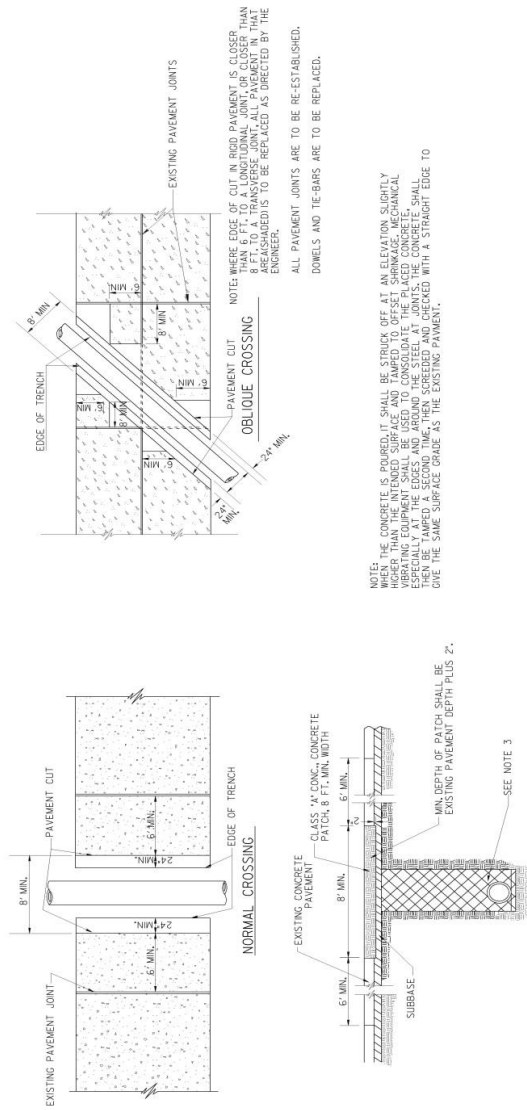 EXISTING PAVEMENT JOINT
8' MIN.
PAVEMENT CUT
24" MIN.
24" MIN.
6' MIN.
6' MIN.
EDGE OF TRENCH
NORMAL CROSSING
EDGE OF TRENCH
8' MIN
6' MIN.
8' MIN
6' MIN.
8' MIN
6' MIN.
6' MIN.
EXISTING PAVEMENT JOINTS
PAVEMENT CUT
24"
MIN.
24" MIN.
OBLIQUE CROSSING
NOTE: WHERE EDGE OF CUT IN RIGID PAVEMENT IS CLOSER
THAN 6 FT. TO A LONGITUDINAL JOINT, OR CLOSER THAN
8 FT. TO A TRANSVERSE JOINT, ALL PAVEMENT IN THAT
AREA(SHADED) IS TO BE REPLACED AS DIRECTED BY THE
ENGINEER.
ALL PAVEMENT JOINTS ARE TO BE RE-ESTABLISHED.
DOWELS AND TIE-BARS ARE TO BE REPLACED.
EXISTING CONCRETE
PAVEMENT
CLASS "A" CONC., CONCRETE
PATCH, 8 FT. MIN. WIDTH
6' MIN.
8' MIN.
6' MIN.
2"
SUBBASE
MIN. DEPTH OF PATCH SHALL BE
EXISTING PAVEMENT DEPTH PLUS 2".
SEE NOTE 3
NOTE:
WHEN THE CONCRETE IS POURED, IT SHALL BE STRUCK OFF AT AN ELEVATION SLIGHTLY
HIGHER THAN THE INTENDED SURFACE AND TAMPED TO OFFSET SHRINKAGE. MECHANICAL
VIBRATING EQUIPMENT SHALL BE USED TO CONSOLIDATE THE PLACED CONCRETE,
ESPECIALLY AT THE EDGES AND AROUND THE STEEL AT JOINTS. THE CONCRETE SHALL
THEN BE TAMPED A SECOND TIME, THEN SCREEDED AND CHECKED WITH A STRAIGHT EDGE TO
GIVE THE SAME SURFACE GRADE AS THE EXISTING PAVMENT.